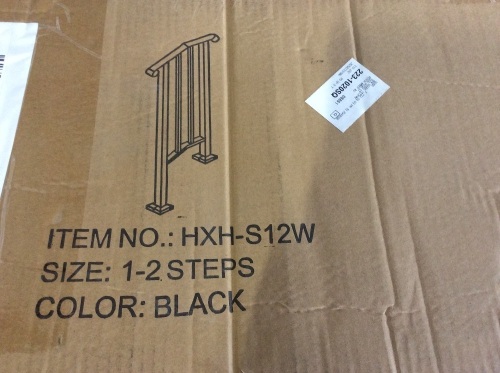 ITEM NO.: HXH-S12W
SIZE: 1-2 STEPS
COLOR: BLACK